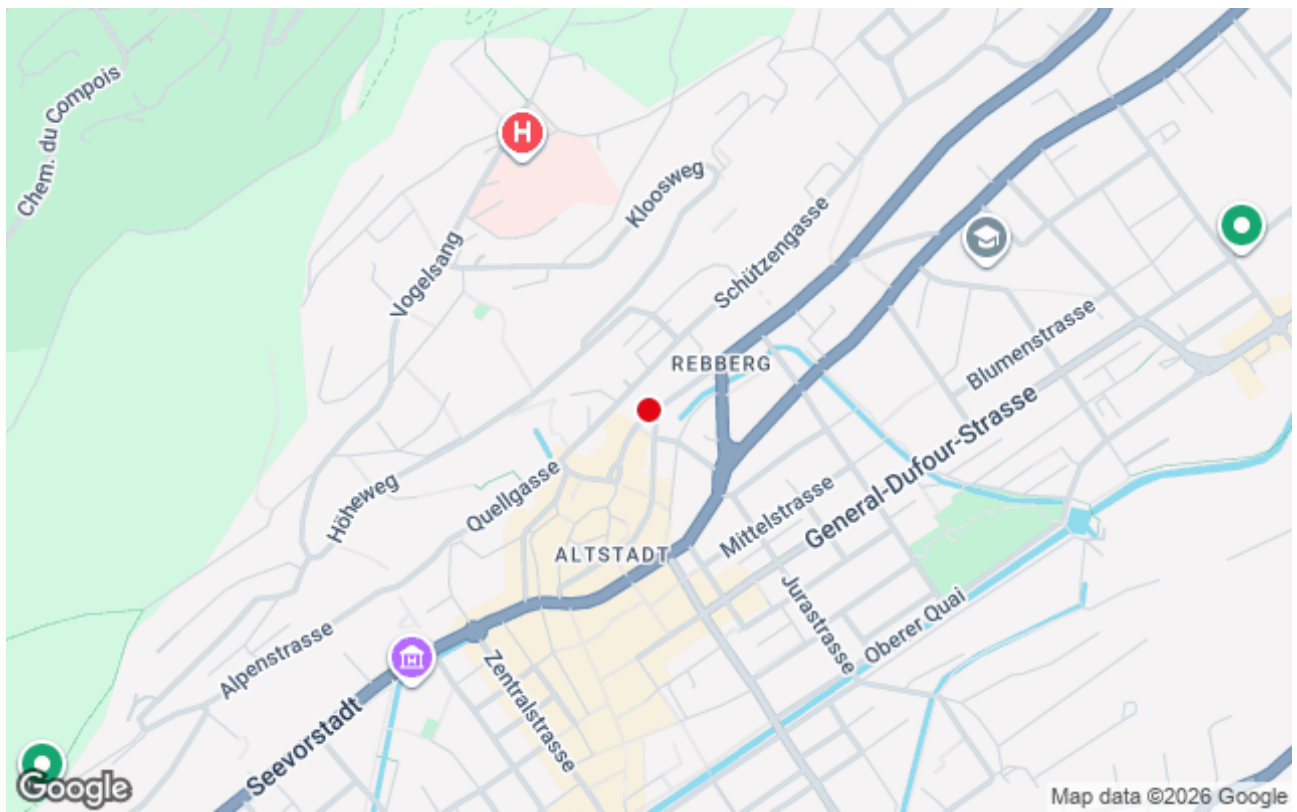 Chem. du Compois
H
Kloosweg
Vogelsang
Schützengasse
REBBERG
Blumenstrasse
General-Dufour-Strasse
Höheweg
Quellgasse
Mittelstrasse
ALTSTADT
Jurastrasse
Oberer Quai
Alpenstrasse
Zentralstrasse
Seevorstadt
Google
Map data ©2026 Google